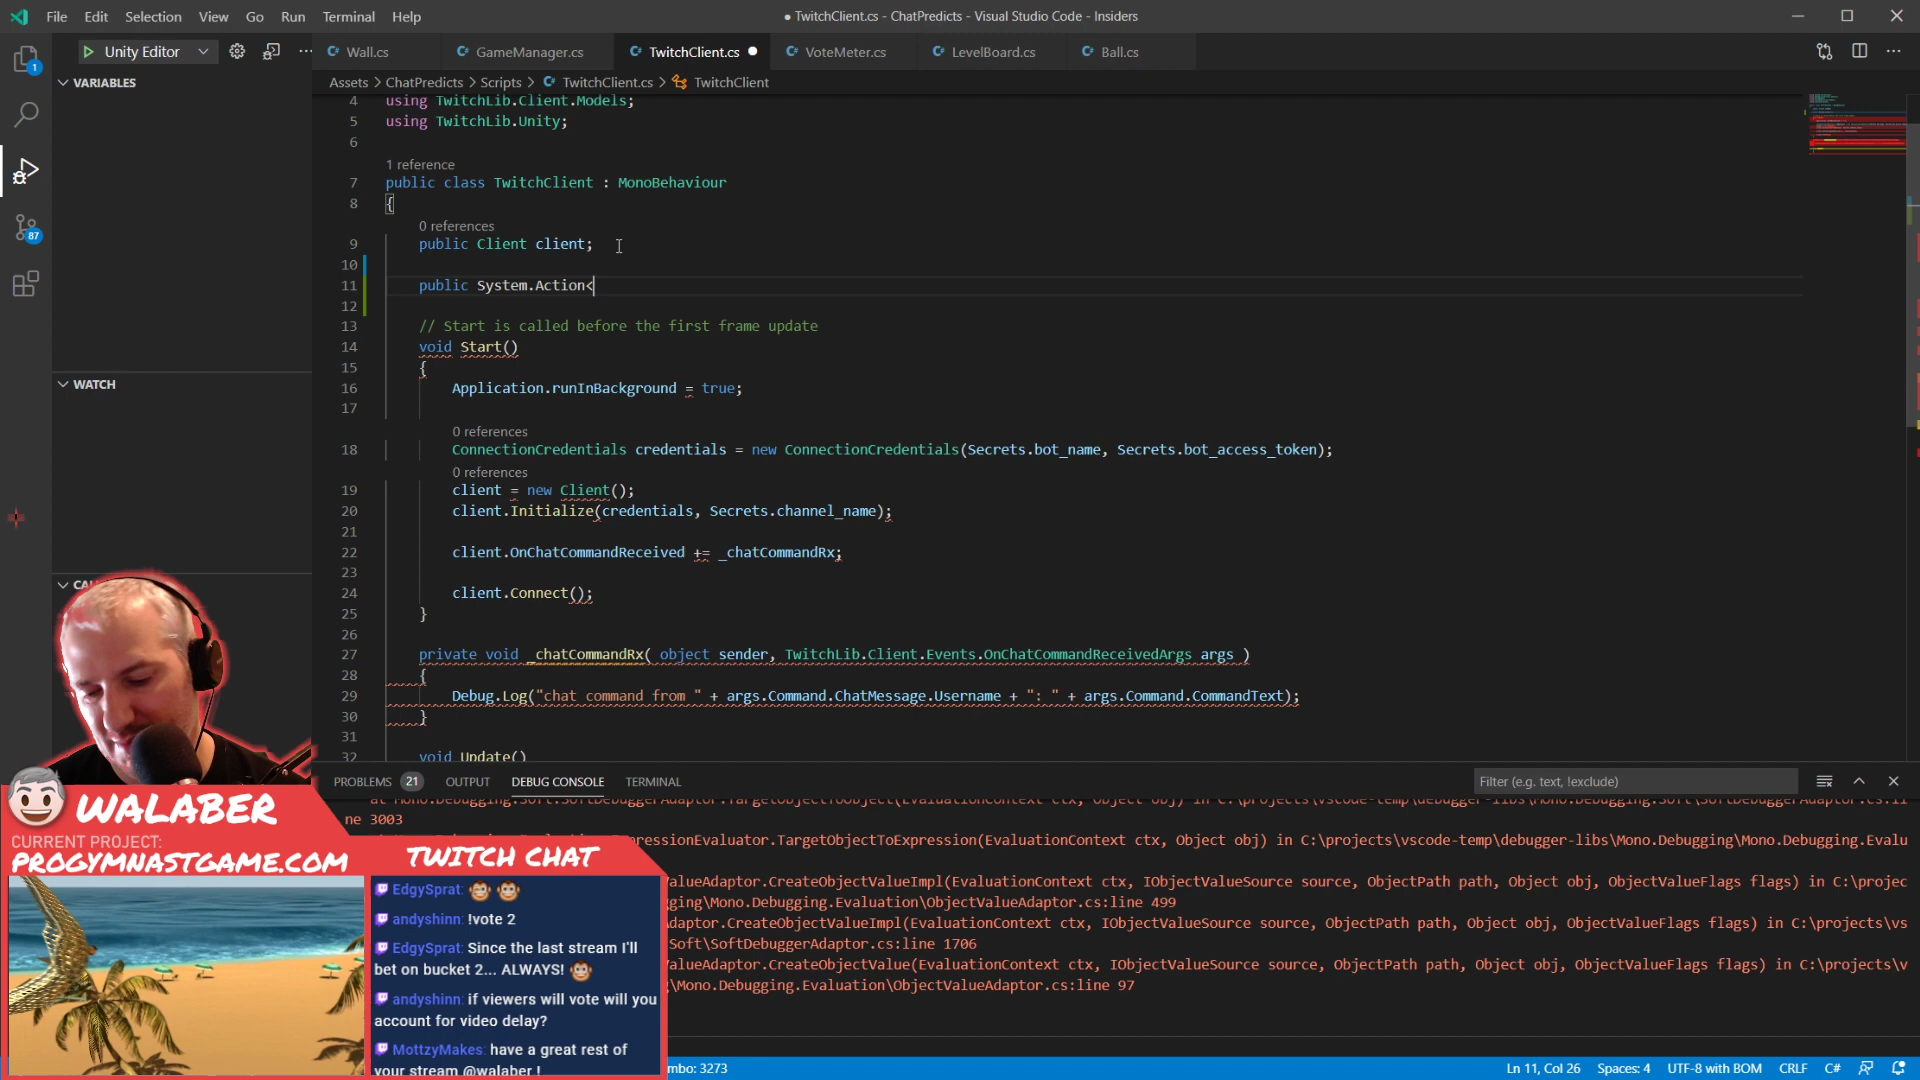 File Edit Selection View Go Run Terminal Help
● TwitchClient.cs - ChatPredicts - Visual Studio Code - Insiders
Unity Editor
Wall.cs GameManager.cs TwitchClient.cs VoteMeter.cs LevelBoard.cs Ball.cs
Assets > ChatPredicts > Scripts > TwitchClient.cs > TwitchClient
1
87
VARIABLES
WATCH
4 using TwitchLib.Client.Models;
5 using TwitchLib.Unity;
6
1 reference
7 public class TwitchClient : MonoBehaviour
8 {
0 references
9 public Client client;
10
11 public System.Action<
12
13 // Start is called before the first frame update
14 void Start()
15 {
16 Application.runInBackground = true;
17
0 references
18 ConnectionCredentials credentials = new ConnectionCredentials(Secrets.bot_name, Secrets.bot_access_token);
0 references
19 client = new Client();
20 client.Initialize(credentials, Secrets.channel_name);
21
22 client.OnChatCommandReceived += _chatCommandRx;
23
24 client.Connect();
25 }
26
27 private void _chatCommandRx( object sender, TwitchLib.Client.Events.OnChatCommandReceivedArgs args )
28 {
29 Debug.Log("chat command from " + args.Command.ChatMessage.Username + ": " + args.Command.CommandText);
30 }
31
32 void Update()
PROBLEMS 21 OUTPUT DEBUG CONSOLE TERMINAL
Filter (e.g. text, !exclude)
at Mono.Debugging.Soft.SoftDebuggerAdaptor.TargetObjectToObject(EvaluationContext ctx, Object obj) in C:\projects\vscode-temp\debugger-libs\Mono.Debugging.Soft\SoftDebuggerAdaptor.cs:li
ne 3003
ExpressionEvaluator.TargetObjectToExpression(EvaluationContext ctx, Object obj) in C:\projects\vscode-temp\debugger-libs\Mono.Debugging\Mono.Debugging.Evalu
alueAdaptor.CreateObjectValueImpl(EvaluationContext ctx, IObjectValueSource source, ObjectPath path, Object obj, ObjectValueFlags flags) in C:\projec
ging\Mono.Debugging.Evaluation\ObjectValueAdaptor.cs:line 499
Adaptor.CreateObjectValueImpl(EvaluationContext ctx, IObjectValueSource source, ObjectPath path, Object obj, ObjectValueFlags flags) in C:\projects\vs
Soft\SoftDebuggerAdaptor.cs:line 1706
alueAdaptor.CreateObjectValue(EvaluationContext ctx, IObjectValueSource source, ObjectPath path, Object obj, ObjectValueFlags flags) in C:\projects\v
\Mono.Debugging.Evaluation\ObjectValueAdaptor.cs:line 97
WALABER
CURRENT PROJECT:
PROGYMNASTGAME.COM
TWITCH CHAT
EdgySprat:
andyshinn: !vote 2
EdgySprat: Since the last stream I'll
bet on bucket 2... ALWAYS!
andyshinn: if viewers will vote will you
account for video delay?
MottzyMakes: have a great rest of
your stream @walaber !
mbo: 3273
Ln 11, Col 26 Spaces: 4 UTF-8 with BOM CRLF C#